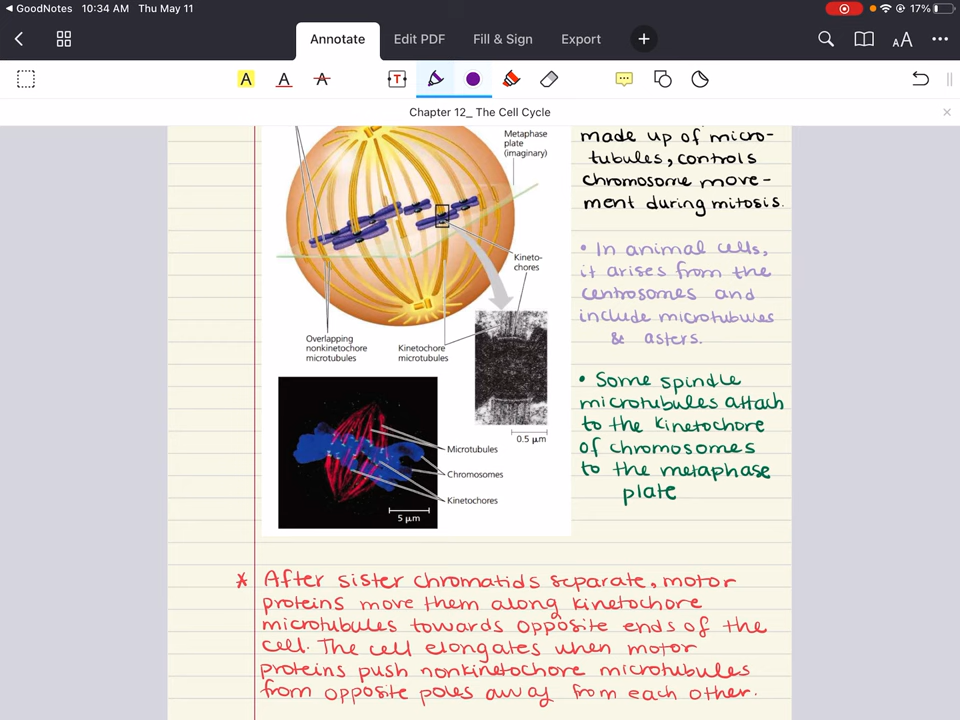 GoodNotes 10:34 AM Thu May 11 17%
Annotate Edit PDF Fill & Sign Export
A A A T
Chapter 12_ The Cell Cycle
Metaphase
plate
(imaginary)
Kineto-
chores
Overlapping
nonkinetochore
microtubules
Kinetochore
microtubules
0.5 µm
Microtubules
Chromosomes
Kinetochores
5 µm
made up of micro-
tubules, controls
chromosome move-
ment during mitosis.
• In animal cells,
it arises from the
centrosomes and
include microtubules
& asters.
• Some spindle
microtubules attach
to the kinetochore
of chromosomes
to the metaphase
plate
* After sister chromatids separate, motor
proteins move them along kinetochore
microtubules towards opposite ends of the
cell. The cell elongates when motor
proteins push nonkinetochore microtubules
from opposite poles away from each other.